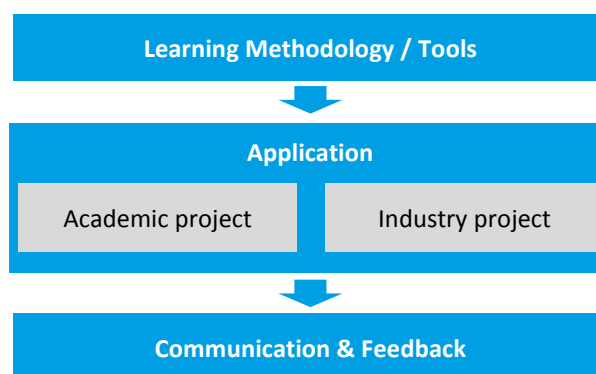 Learning Methodology / Tools
Application
Academic project
Industry project
Communication & Feedback